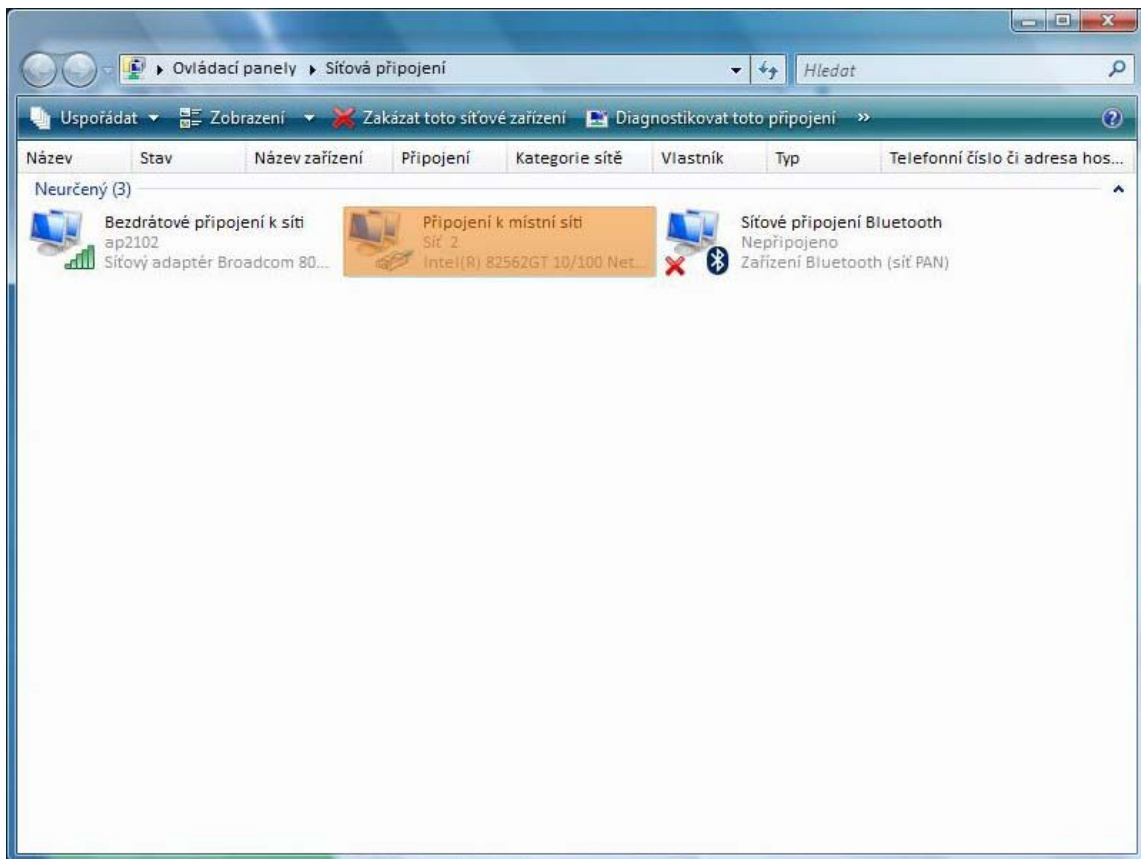 Ovládací panely Síťová připojení Hledat
Uspořádat Zobrazení Zakázat toto síťové zařízení Diagnostikovat toto připojení »
Název Stav Název zařízení Připojení Kategorie sítě Vlastník Typ Telefonní číslo či adresa hos...
Neurčený (3)
Bezdrátové připojení k síti
ap2102
Síťový adaptér Broadcom 80...
Připojení k místní síti
Síť 2
Intel(R) 82562GT 10/100 Net...
Síťové připojení Bluetooth
Nepřipojeno
Zařízení Bluetooth (síť PAN)